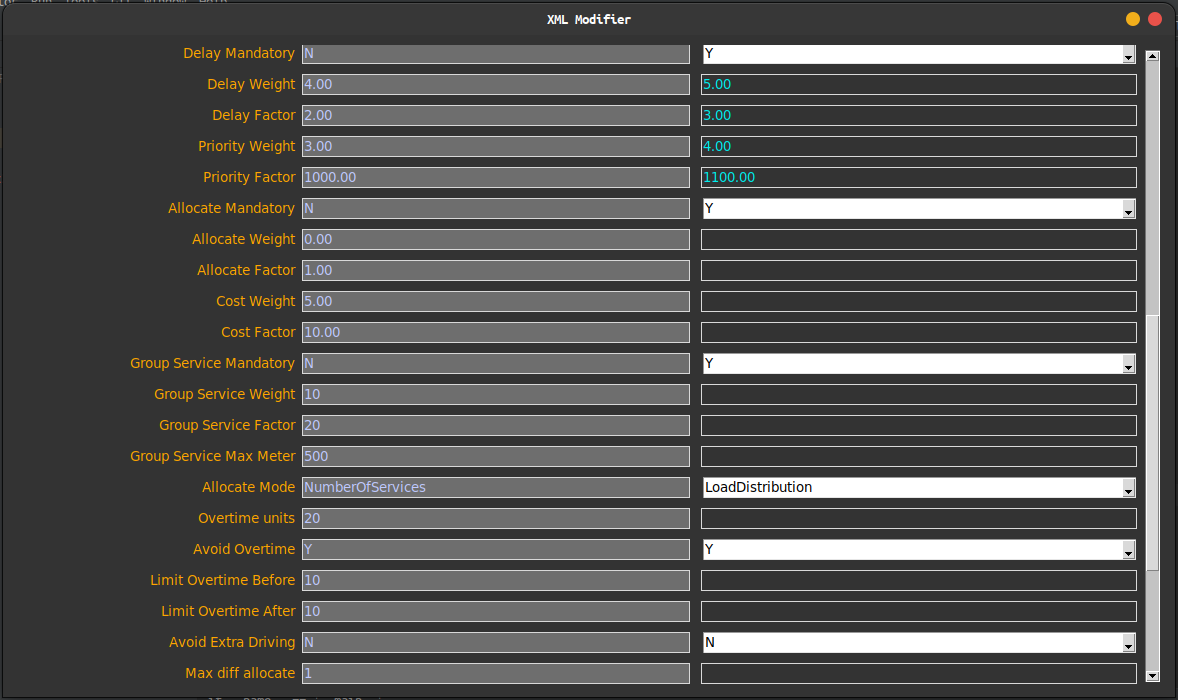 XML Modifier
Delay Mandatory N Y
Delay Weight 4.00 5.00
Delay Factor 2.00 3.00
Priority Weight 3.00 4.00
Priority Factor 1000.00 1100.00
Allocate Mandatory N Y
Allocate Weight 0.00
Allocate Factor 1.00
Cost Weight 5.00
Cost Factor 10.00
Group Service Mandatory N Y
Group Service Weight 10
Group Service Factor 20
Group Service Max Meter 500
Allocate Mode NumberOfServices LoadDistribution
Overtime units 20
Avoid Overtime Y Y
Limit Overtime Before 10
Limit Overtime After 10
Avoid Extra Driving N N
Max diff allocate 1